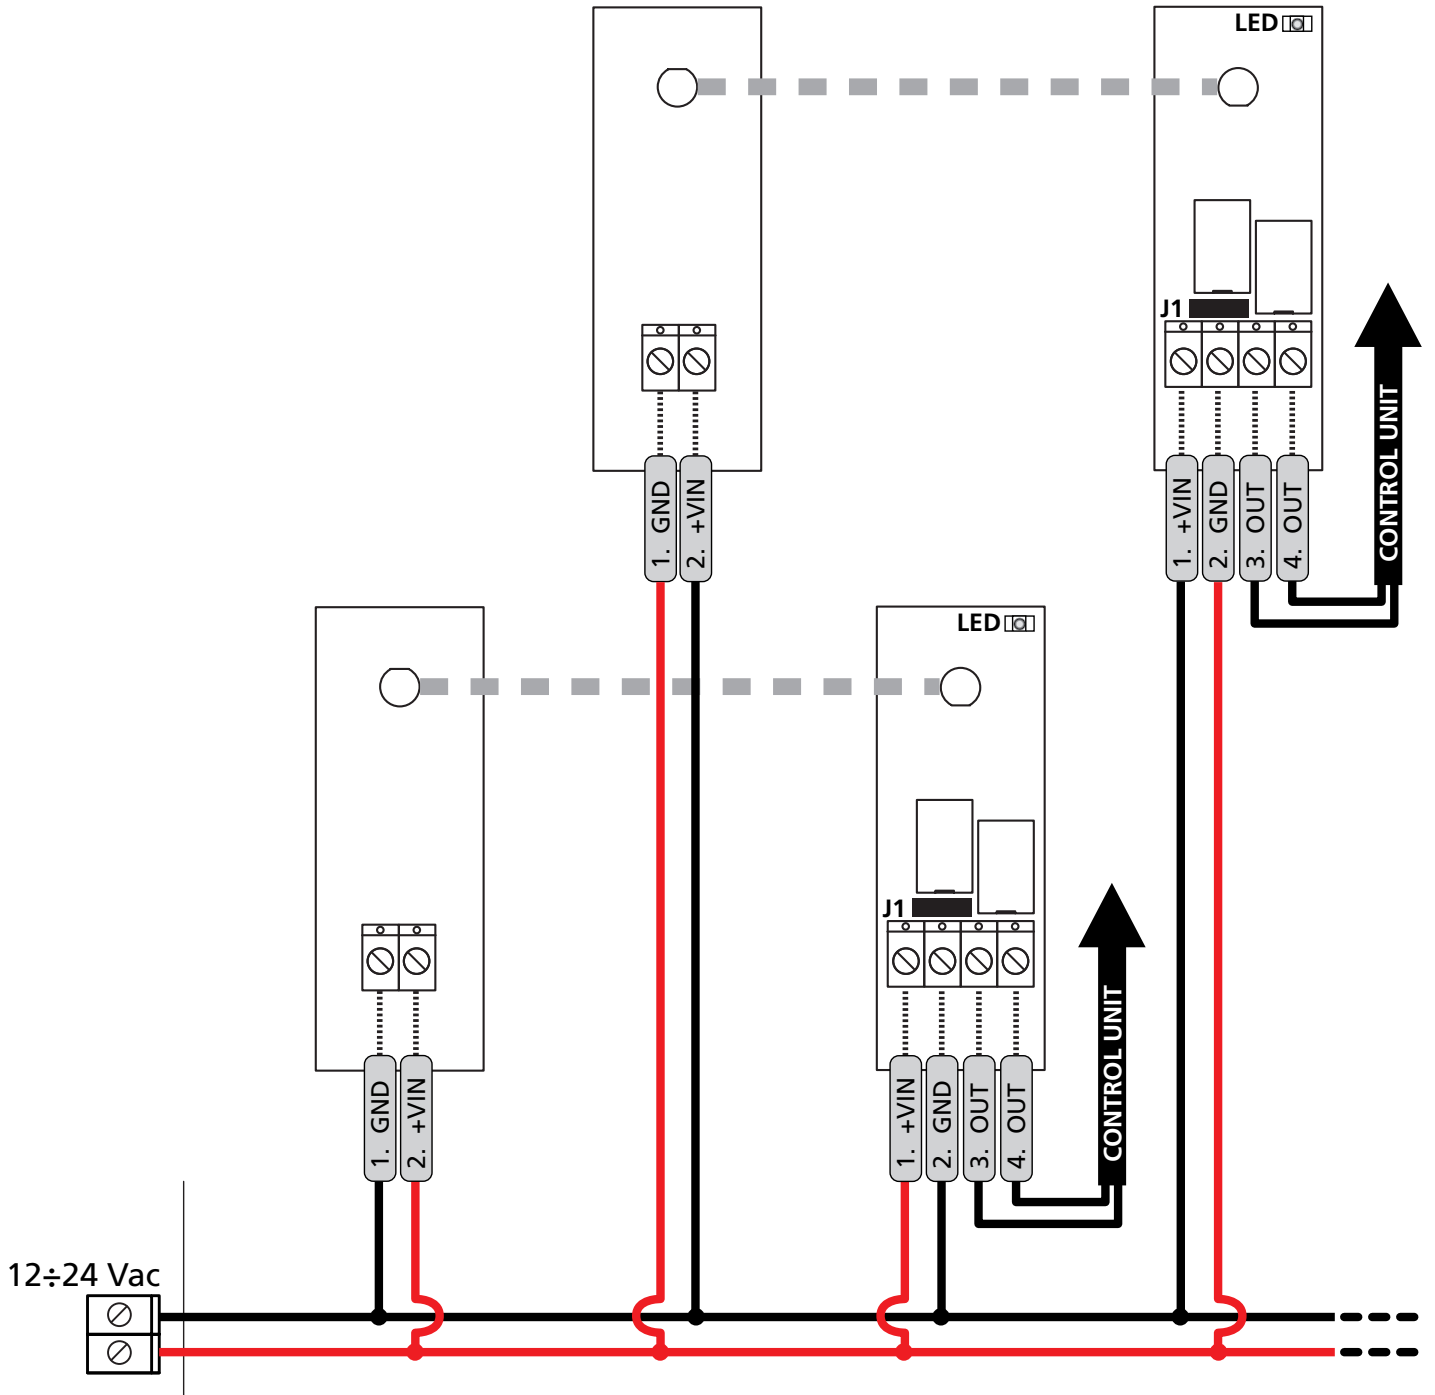 LED
J1
1. GND
2. +VIN
1. +VIN
2. GND
3. OUT
4. OUT
CONTROL UNIT
LED
J1
1. GND
2. +VIN
1. +VIN
2. GND
3. OUT
4. OUT
CONTROL UNIT
12÷24 Vac